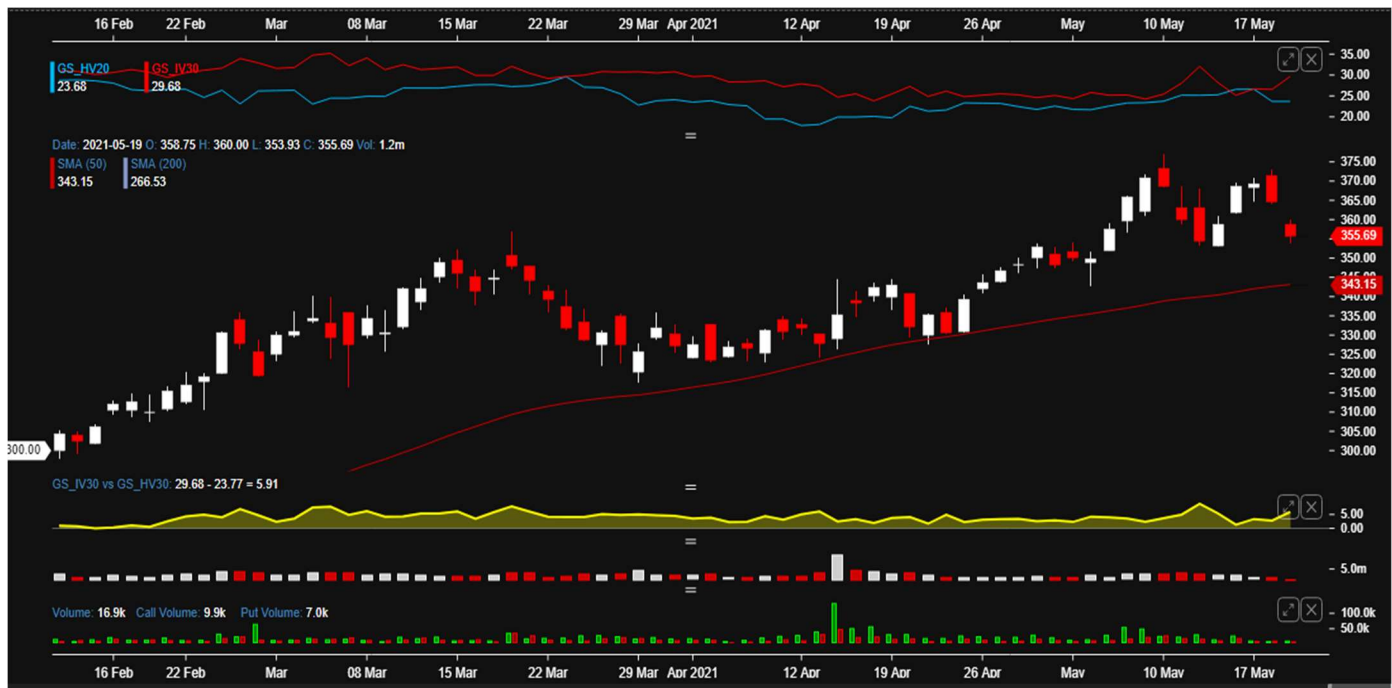 16 Feb 22 Feb Mar 08 Mar 15 Mar 22 Mar 29 Mar Apr 2021 12 Apr 19 Apr 26 Apr May 10 May 17 May
GS_HV20 GS_IV30
23.68 29.68
35.00
30.00
25.00
20.00
Date: 2021-05-19 O: 358.75 H: 360.00 L: 353.93 C: 355.69 Vol: 1.2m
SMA (50) SMA (200)
343.15 266.53
375.00
370.00
365.00
360.00
355.69
350.00
345.00
343.15
340.00
335.00
330.00
325.00
320.00
315.00
310.00
305.00
300.00
300.00
GS_IV30 vs GS_HV30: 29.68 - 23.77 = 5.91
5.00
0.00
5.0m
Volume: 16.9k Call Volume: 9.9k Put Volume: 7.0k
100.0k
50.0k
16 Feb 22 Feb Mar 08 Mar 15 Mar 22 Mar 29 Mar Apr 2021 12 Apr 19 Apr 26 Apr May 10 May 17 May